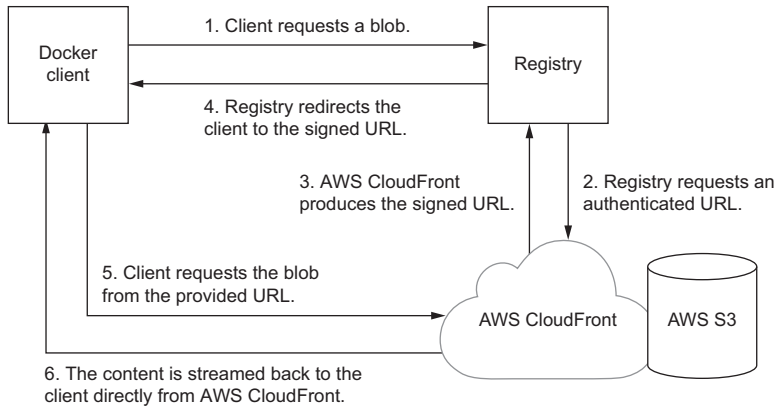 1. Client requests a blob.
Docker
client
Registry
4. Registry redirects the
client to the signed URL.
3. AWS CloudFront
produces the signed URL.
2. Registry requests an
authenticated URL.
5. Client requests the blob
from the provided URL.
AWS CloudFront
AWS S3
6. The content is streamed back to the
client directly from AWS CloudFront.